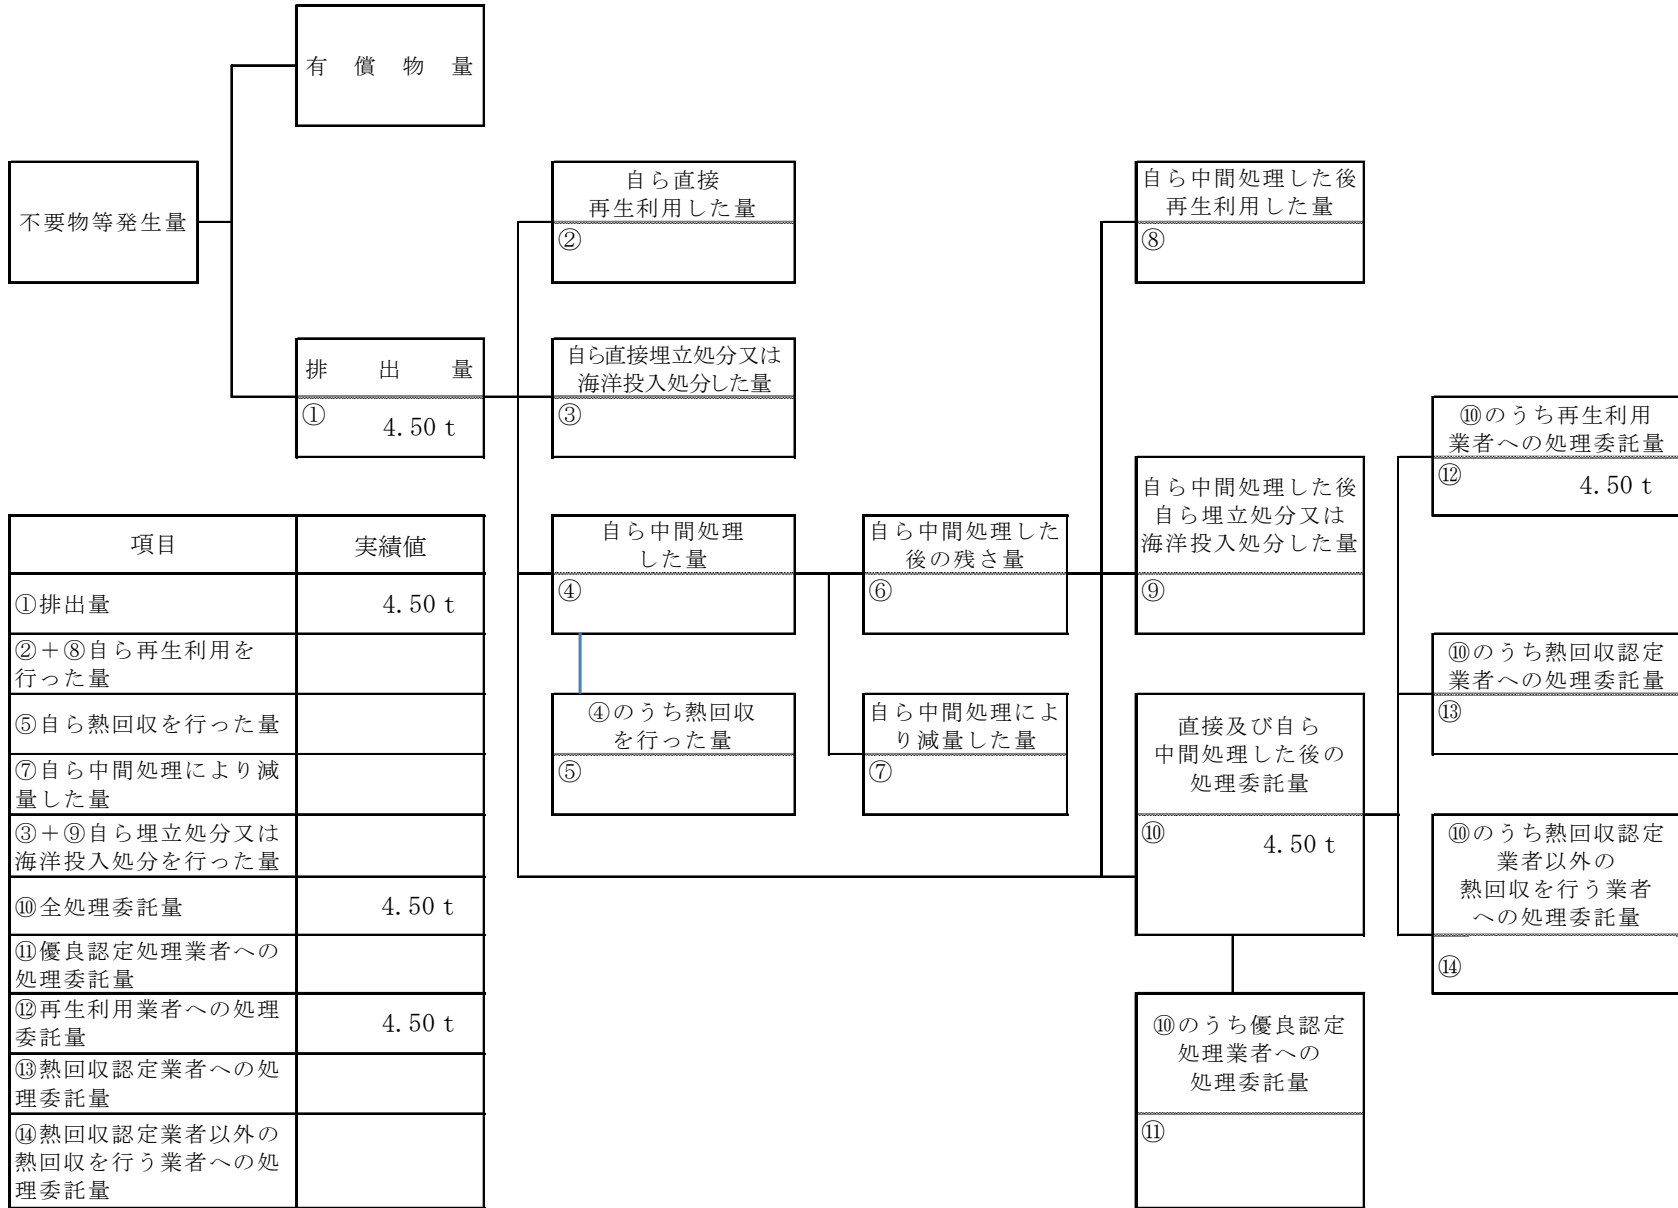 有償物量
不要物等発生量
排出量
①
4.50 t
自ら直接
再生利用した量
②
自ら直接埋立処分又は
海洋投入処分した量
③
自ら中間処理
した量
④
④のうち熱回収
を行った量
⑤
自ら中間処理した
後の残さ量
⑥
自ら中間処理によ
り減量した量
⑦
自ら中間処理した後
再生利用した量
⑧
自ら中間処理した後
自ら埋立処分又は
海洋投入処分した量
⑨
直接及び自ら
中間処理した後の
処理委託量
⑩
4.50 t
⑩のうち優良認定
処理業者への
処理委託量
⑪
⑩のうち再生利用
業者への処理委託量
⑫
4.50 t
⑩のうち熱回収認定
業者への処理委託量
⑬
⑩のうち熱回収認定
業者以外の
熱回収を行う業者
への処理委託量
⑭
項目 実績値
①排出量 4.50 t
②＋⑧自ら再生利用を
行った量
⑤自ら熱回収を行った量
⑦自ら中間処理により減
量した量
③＋⑨自ら埋立処分又は
海洋投入処分を行った量
⑩全処理委託量 4.50 t
⑪優良認定処理業者への
処理委託量
⑫再生利用業者への処理
委託量 4.50 t
⑬熱回収認定業者への処
理委託量
⑭熱回収認定業者以外の
熱回収を行う業者への処
理委託量